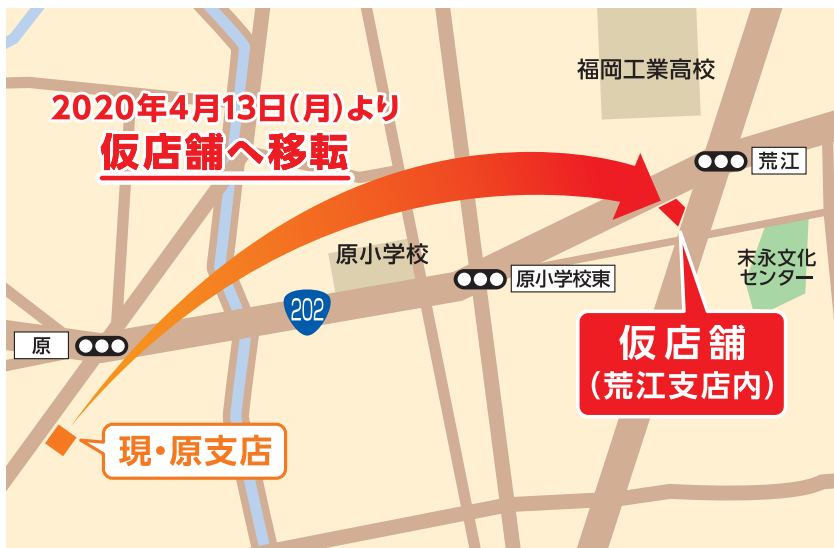 福岡工業高校
2020年4月13日(月)より
仮店舗へ移転
荒江
原小学校
末永文化
センター
原小学校東
202
原
仮店舗
(荒江支店内)
現・原支店